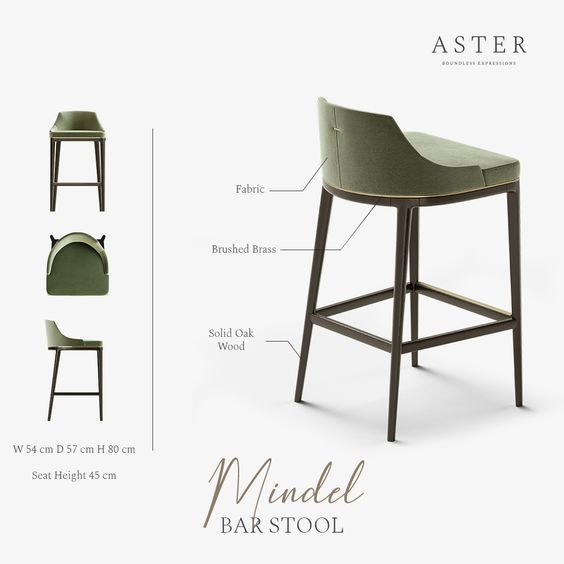 ASTER
BOUNDLESS EXPRESSIONS
Fabric
Brushed Brass
Solid Oak
Wood
W 54 cm D 57 cm H 80 cm
Seat Height 45 cm
Mindel
BAR STOOL